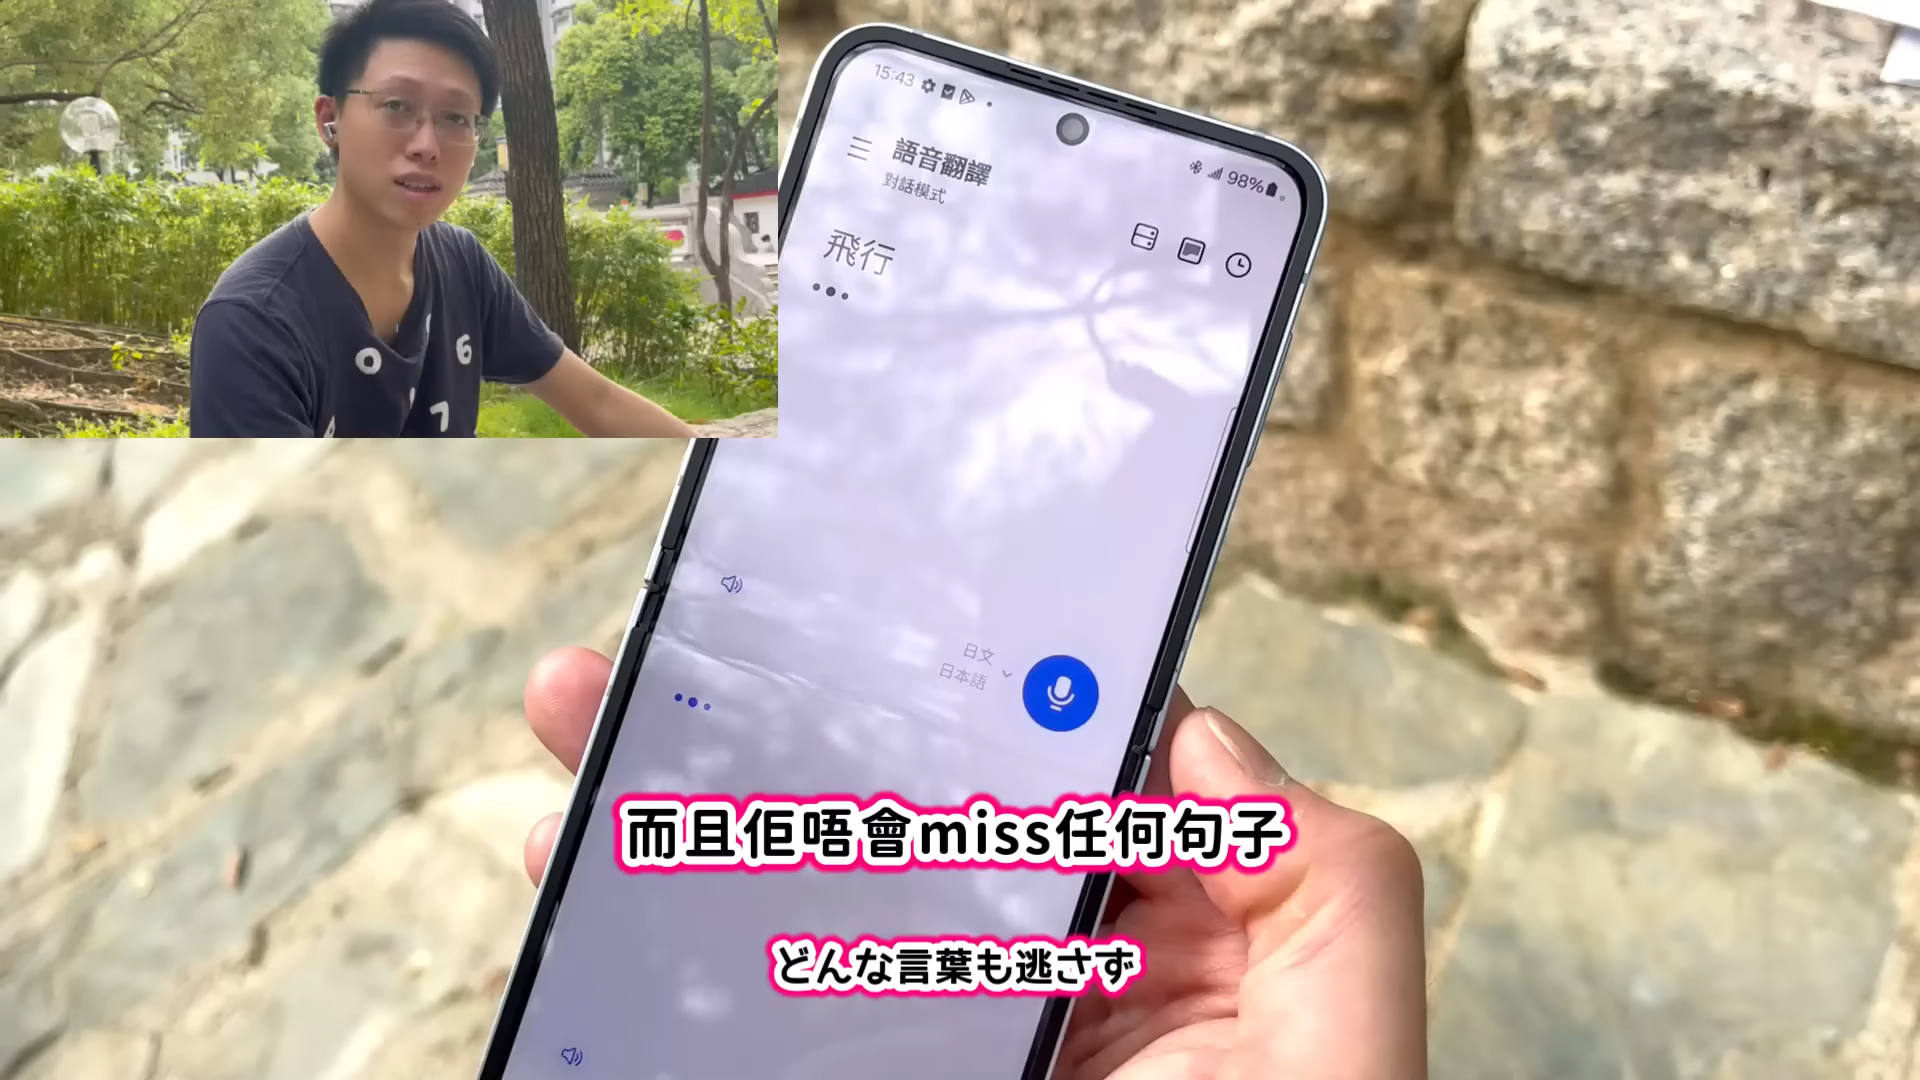 15:43
98%
語音翻譯
對話模式
飛行
日文
日本語
而且佢唔會miss任何句子
どんな言葉も逃さず
0
6
7